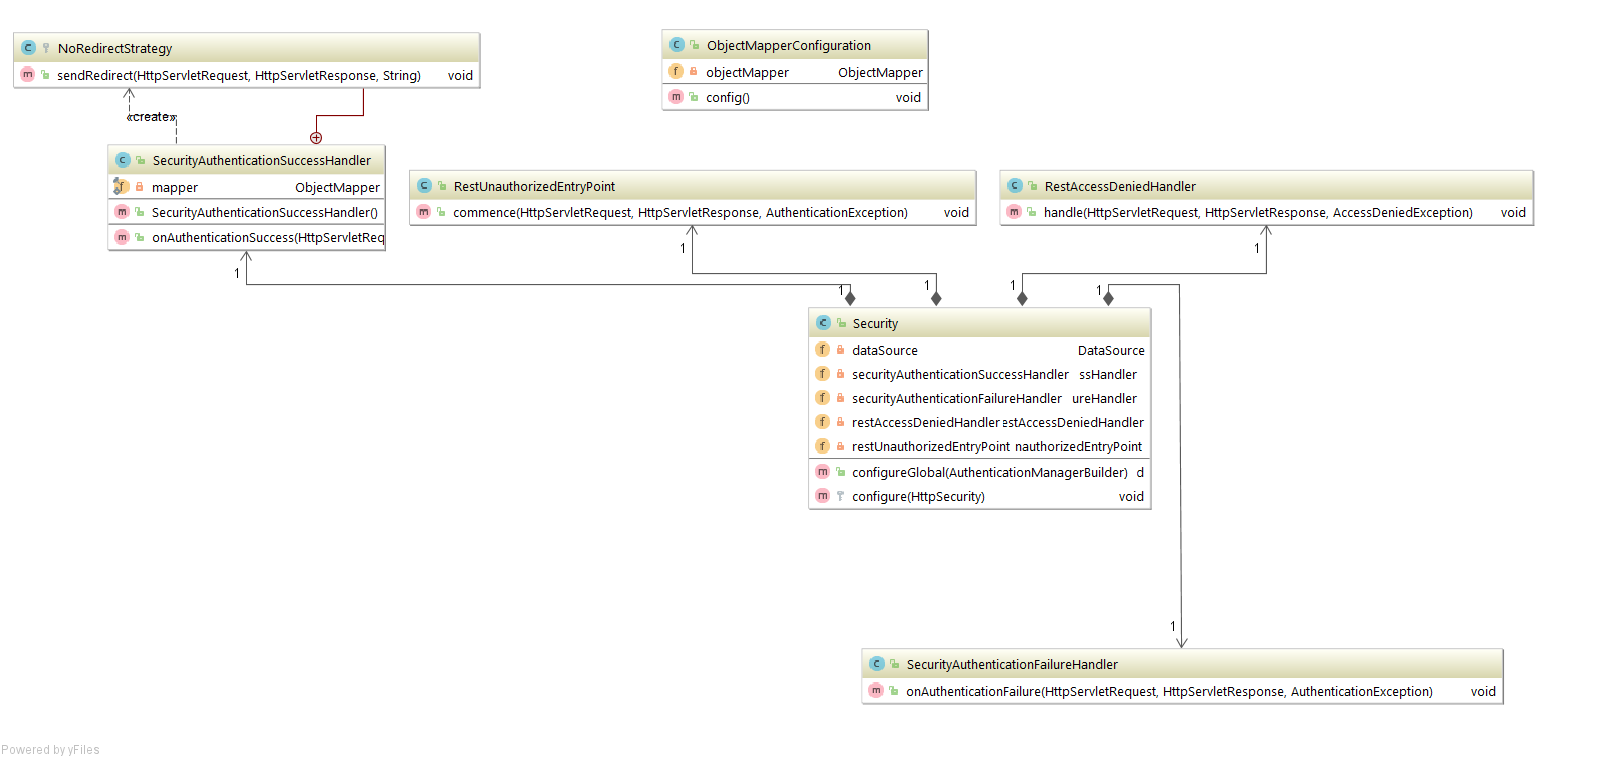 NoRedirectStrategy
sendRedirect(HttpServletRequest, HttpServletResponse, String) void
«create»
ObjectMapperConfiguration
objectMapper ObjectMapper
config() void
SecurityAuthenticationSuccessHandler
mapper ObjectMapper
SecurityAuthenticationSuccessHandler()
onAuthenticationSuccess(HttpServletReq
RestUnauthorizedEntryPoint
commence(HttpServletRequest, HttpServletResponse, AuthenticationException) void
RestAccessDeniedHandler
handle(HttpServletRequest, HttpServletResponse, AccessDeniedException) void
1
1
1
1
1
1
1
Security
dataSource DataSource
securityAuthenticationSuccessHandler ssHandler
securityAuthenticationFailureHandler ureHandler
restAccessDeniedHandler estAccessDeniedHandler
restUnauthorizedEntryPoint nauthorizedEntryPoint
configureGlobal(AuthenticationManagerBuilder) d
configure(HttpSecurity) void
1
SecurityAuthenticationFailureHandler
onAuthenticationFailure(HttpServletRequest, HttpServletResponse, AuthenticationException) void
Powered by yFiles